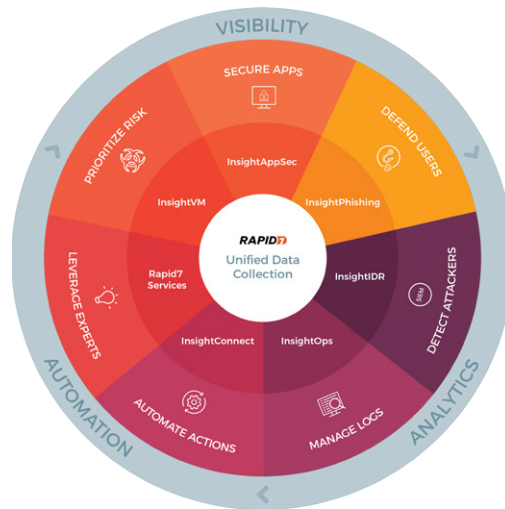 VISIBILITY
SECURE APPS
InsightAppSec
DEFEND USERS
InsightPhishing
DETECT ATTACKERS
SIEM
InsightIDR
ANALYTICS
MANAGE LOGS
InsightOps
AUTOMATE ACTIONS
InsightConnect
AUTOMATION
LEVERAGE EXPERTS
Rapid7
Services
PRIORITIZE RISK
InsightVM
RAPID7
Unified Data
Collection